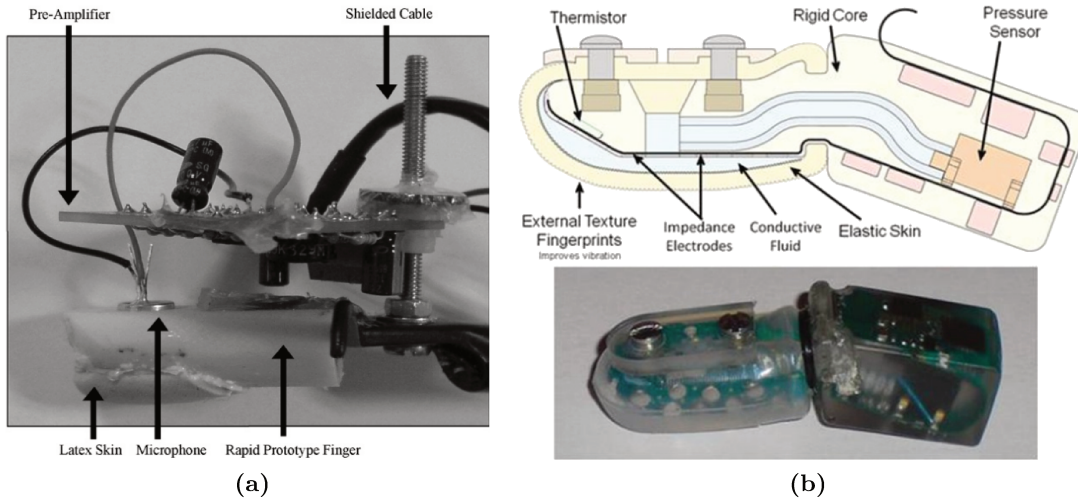 Pre-Amplifier
Shielded Cable
Latex Skin
Microphone
Rapid Prototype Finger
(a)
Thermistor
Rigid Core
Pressure
Sensor
External Texture
Fingerprints
Improves vibration
Impedance
Electrodes
Conductive
Fluid
Elastic Skin
(b)